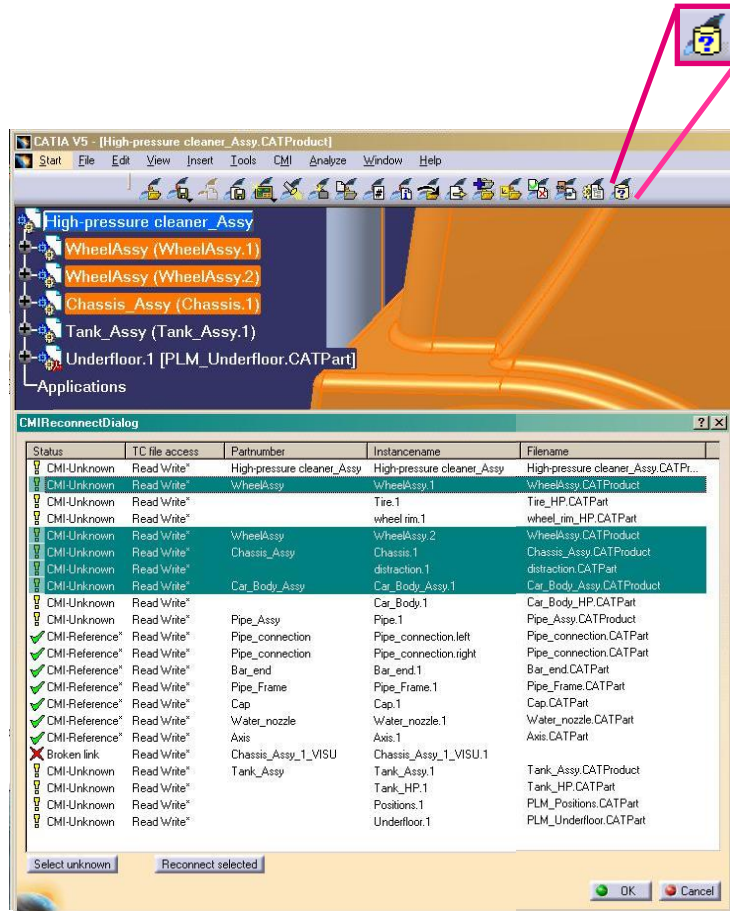 ?
CATIA V5 - [High-pressure cleaner_Assy.CATProduct]
Start File Edit View Insert Tools CMI Analyze Window Help
High-pressure cleaner_Assy
WheelAssy (WheelAssy.1)
WheelAssy (WheelAssy.2)
Chassis_Assy (Chassis.1)
Tank_Assy (Tank_Assy.1)
Underfloor.1 [PLM_Underfloor.CATPart]
Applications
CMIReconnectDialog ? X
Status TC file access Partnumber Instancename Filename
CMI-Unknown Read Write* High-pressure cleaner_Assy High-pressure cleaner_Assy High-pressure cleaner_Assy.CATPr...
CMI-Unknown Read Write* WheelAssy WheelAssy.1 WheelAssy.CATProduct
CMI-Unknown Read Write* Tire.1 Tire_HP.CATPart
CMI-Unknown Read Write* wheel rim.1 wheel_rim_HP.CATPart
CMI-Unknown Read Write* WheelAssy WheelAssy.2 WheelAssy.CATProduct
CMI-Unknown Read Write* Chassis_Assy Chassis.1 Chassis_Assy.CATProduct
CMI-Unknown Read Write* distraction.1 distraction.CATPart
CMI-Unknown Read Write* Car_Body_Assy Car_Body_Assy.1 Car_Body_Assy.CATProduct
CMI-Unknown Read Write* Car_Body.1 Car_Body_HP.CATPart
CMI-Unknown Read Write* Pipe_Assy Pipe.1 Pipe_Assy.CATProduct
CMI-Reference* Read Write* Pipe_connection Pipe_connection.left Pipe_connection.CATPart
CMI-Reference* Read Write* Pipe_connection Pipe_connection.right Pipe_connection.CATPart
CMI-Reference* Read Write* Bar_end Bar_end.1 Bar_end.CATPart
CMI-Reference* Read Write* Pipe_Frame Pipe_Frame.1 Pipe_Frame.CATPart
CMI-Reference* Read Write* Cap Cap.1 Cap.CATPart
CMI-Reference* Read Write* Water_nozzle Water_nozzle.1 Water_nozzle.CATPart
CMI-Reference* Read Write* Axis Axis.1 Axis.CATPart
Broken link Read Write* Chassis_Assy_1_VISU Chassis_Assy_1_VISU.1
CMI-Unknown Read Write* Tank_Assy Tank_Assy.1 Tank_Assy.CATProduct
CMI-Unknown Read Write* Tank_HP.1 Tank_HP.CATPart
CMI-Unknown Read Write* Positions.1 PLM_Positions.CATPart
CMI-Unknown Read Write* Underfloor.1 PLM_Underfloor.CATPart
Select unknown Reconnect selected
OK Cancel